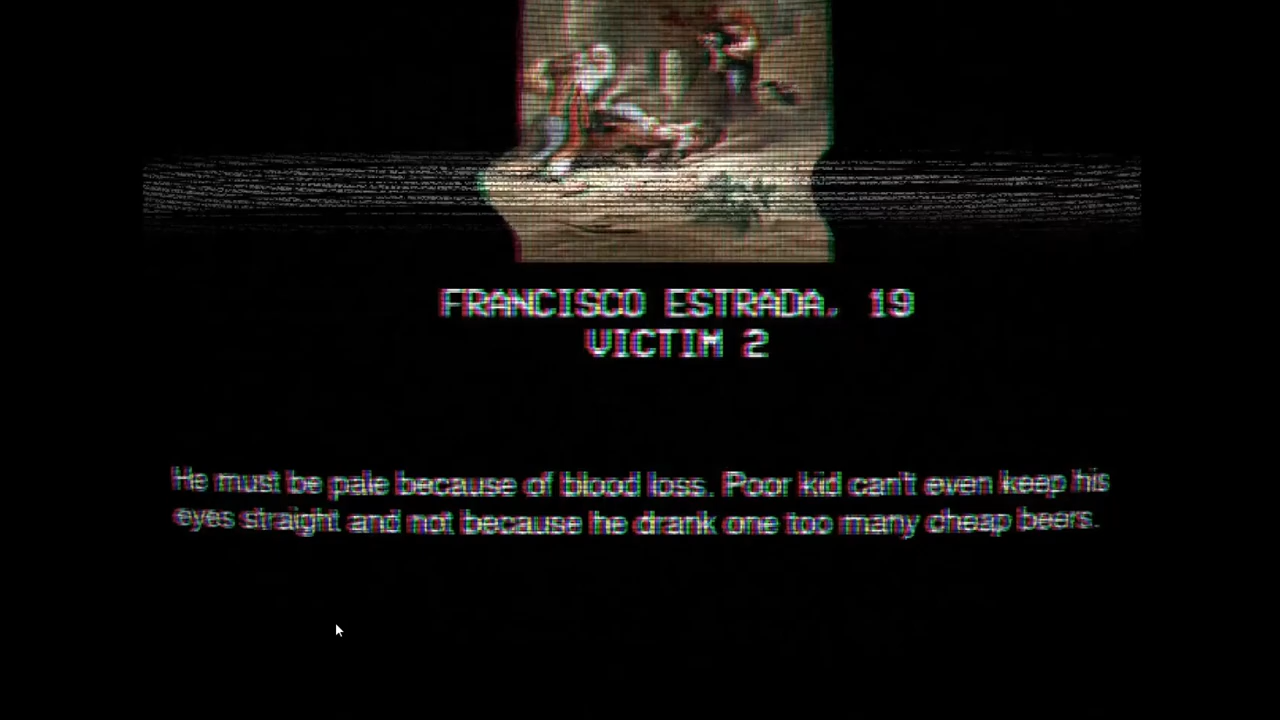 FRANCISCO ESTRADA, 19
VICTIM 2
He must be pale because of blood loss. Poor kid can't even keep his
eyes straight and not because he drank one too many cheap beers.